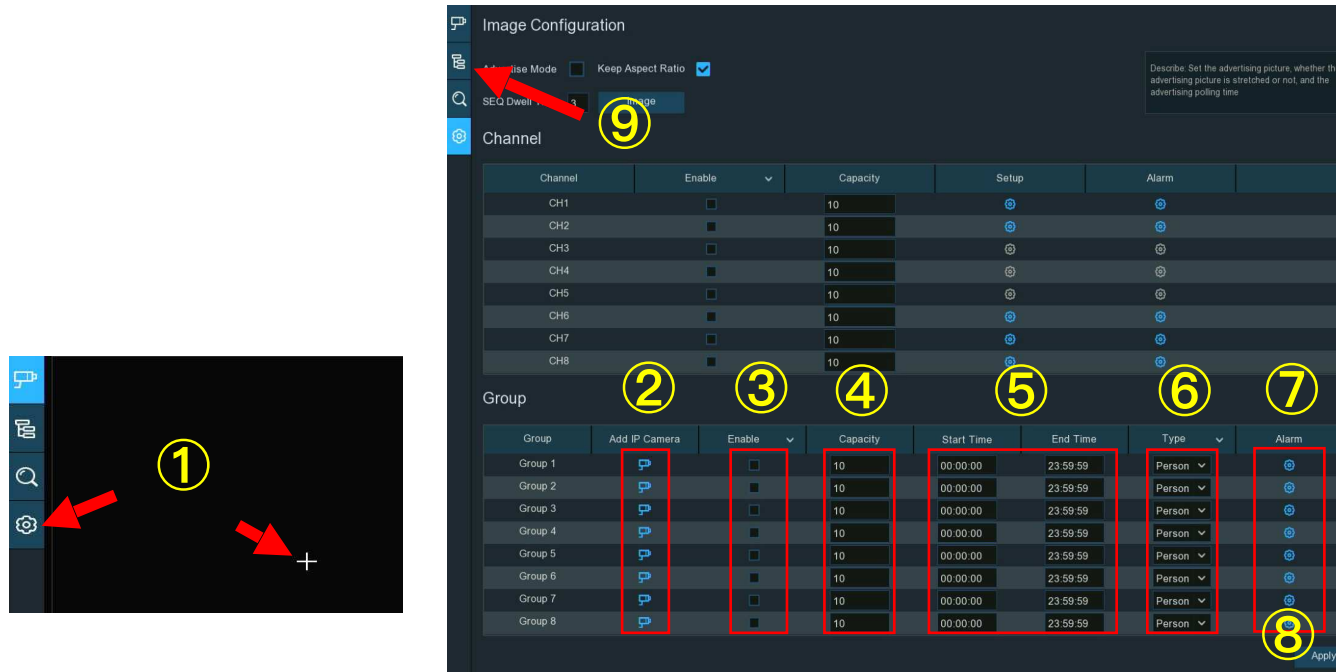 Image Configuration
Keep Aspect Ratio
Describe: Set the advertising picture, whether
advertising picture is stretched or not, and the
advertising polling time
SEQ Dwell 3 Image
⑨
Channel
Channel Enable Capacity Setup Alarm
CH1 10
CH2 10
CH3 10
CH4 10
CH5 10
CH6 10
CH7 10
CH8 10
① ② ③ ④ ⑤ ⑥ ⑦
Group
Group Add IP Camera Enable Capacity Start Time End Time Type Alarm
Group 1 10 00:00:00 23:59:59 Person
Group 2 10 00:00:00 23:59:59 Person
Group 3 10 00:00:00 23:59:59 Person
Group 4 10 00:00:00 23:59:59 Person
Group 5 10 00:00:00 23:59:59 Person
Group 6 10 00:00:00 23:59:59 Person
Group 7 10 00:00:00 23:59:59 Person
Group 8 10 00:00:00 23:59:59 Person
⑧
Apply